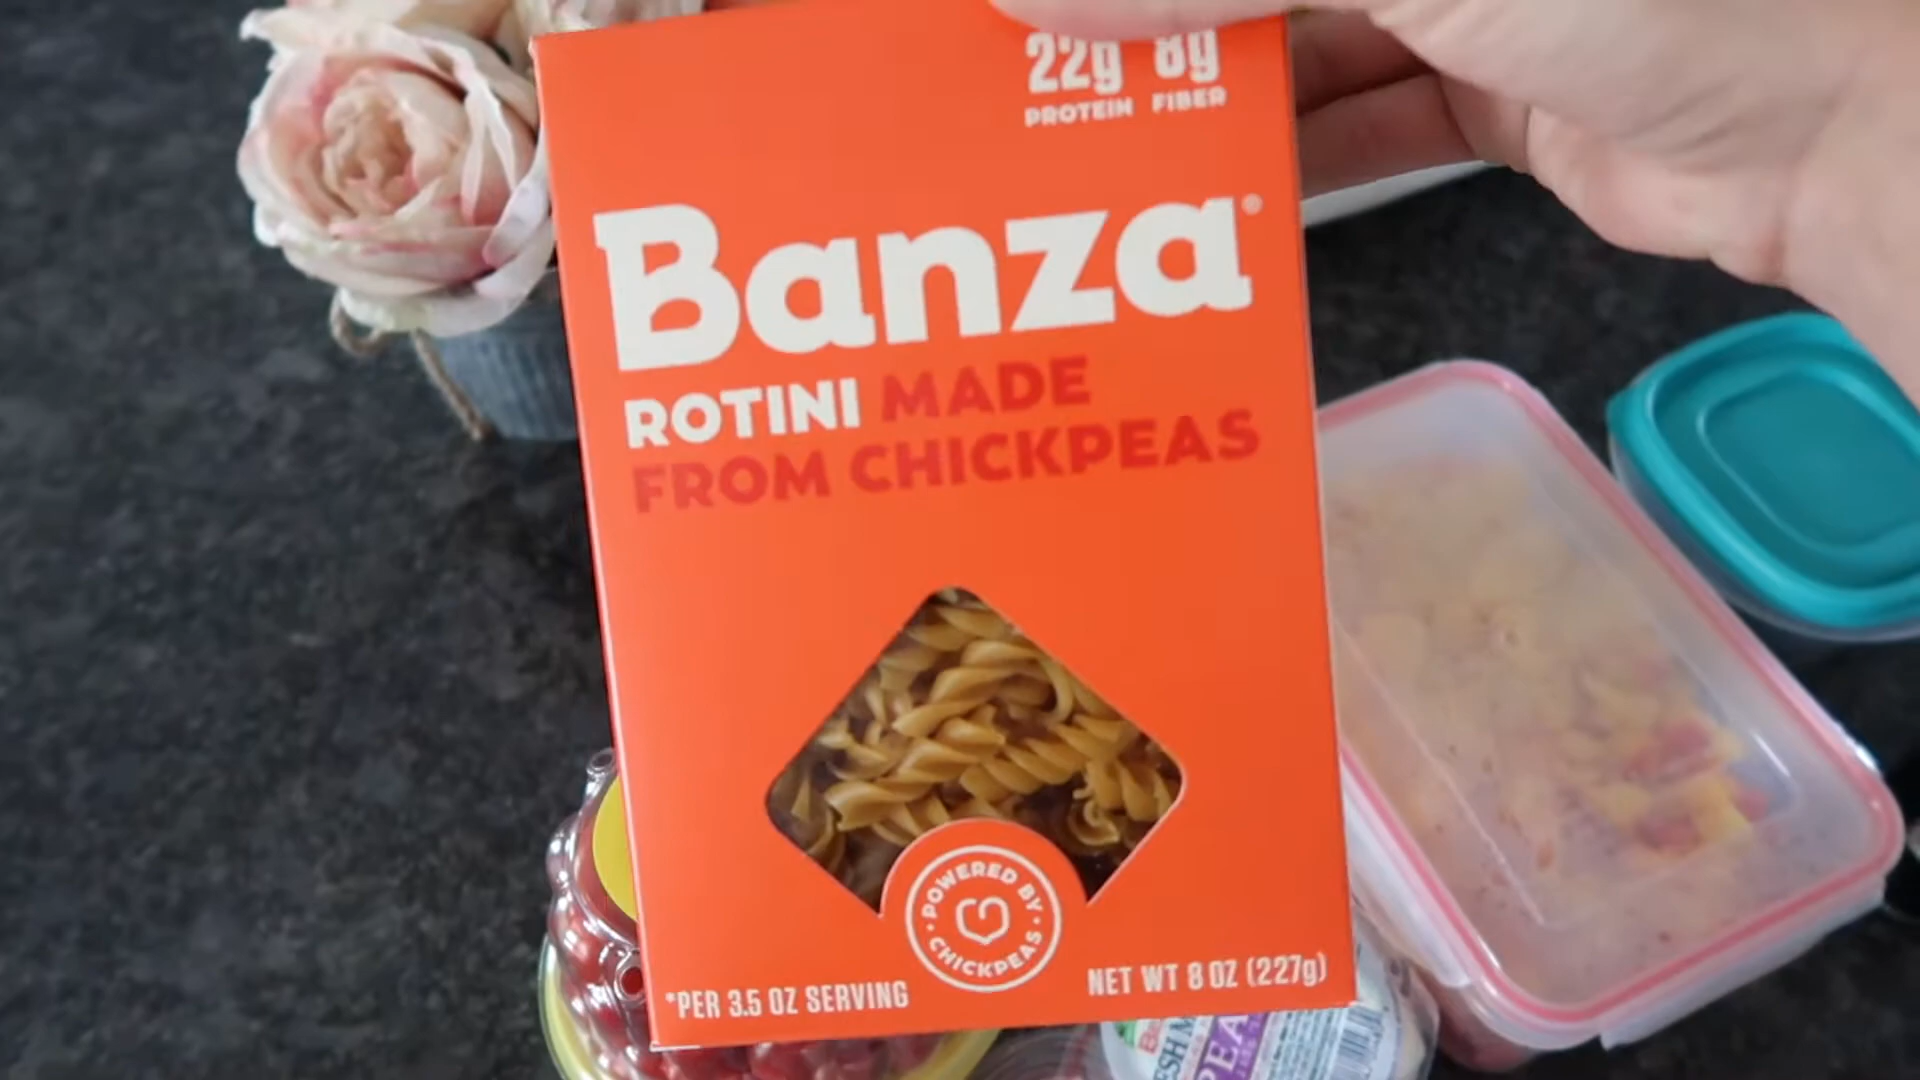 22g 8g
PROTEIN FIBER
Banza®
ROTINI MADE
FROM CHICKPEAS
POWERED BY
CHICKPEAS
*PER 3.5 OZ SERVING
NET WT 8 OZ (227g)